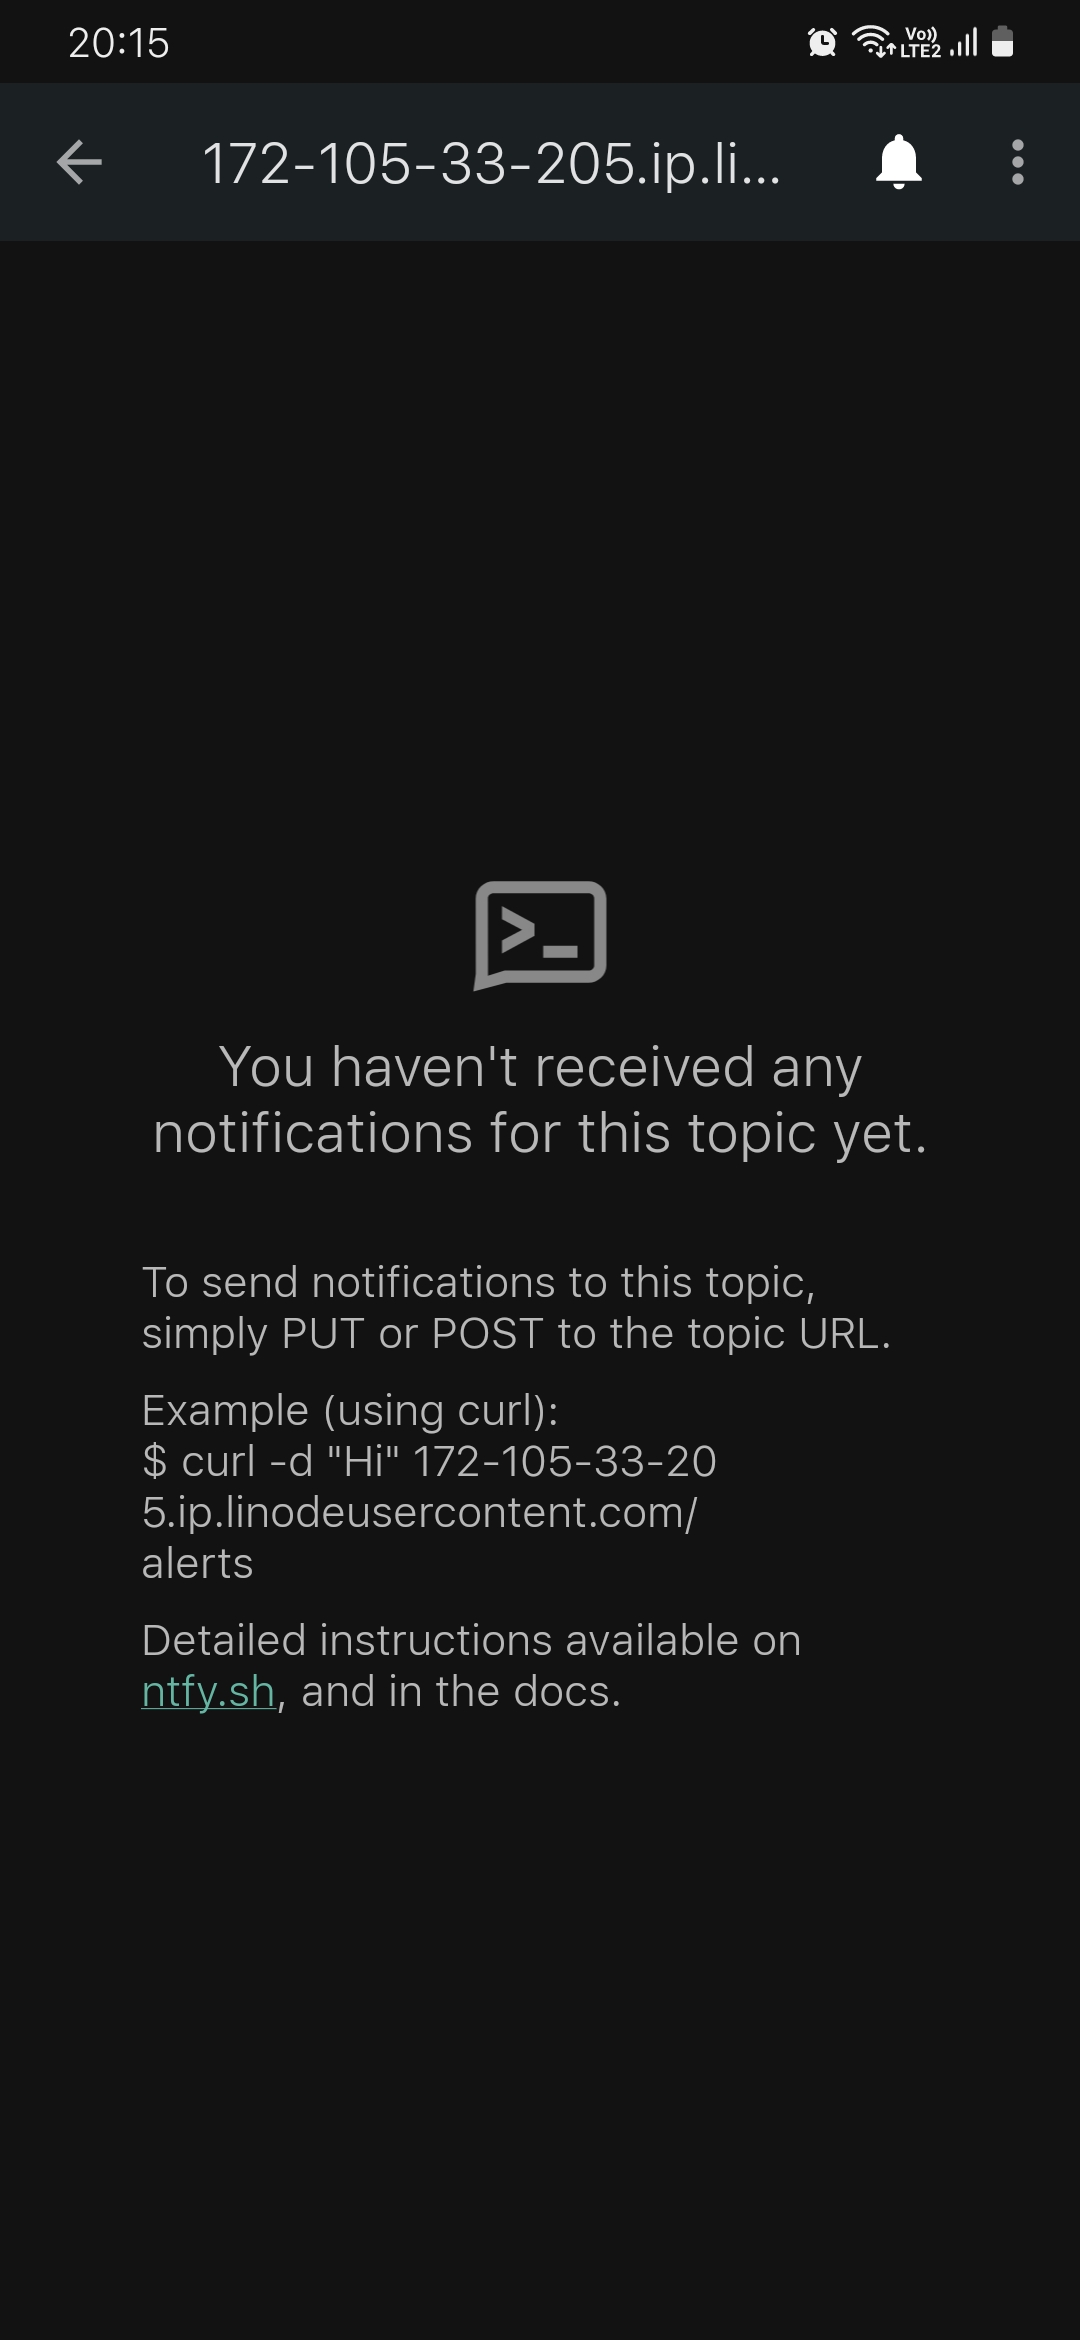 20:15
Vo))
LTE2
172-105-33-205.ip.li...
>_
You haven't received any
notifications for this topic yet.
To send notifications to this topic,
simply PUT or POST to the topic URL.
Example (using curl):
$ curl -d "Hi" 172-105-33-20
5.ip.linodeusercontent.com/
alerts
Detailed instructions available on
ntfy.sh, and in the docs.